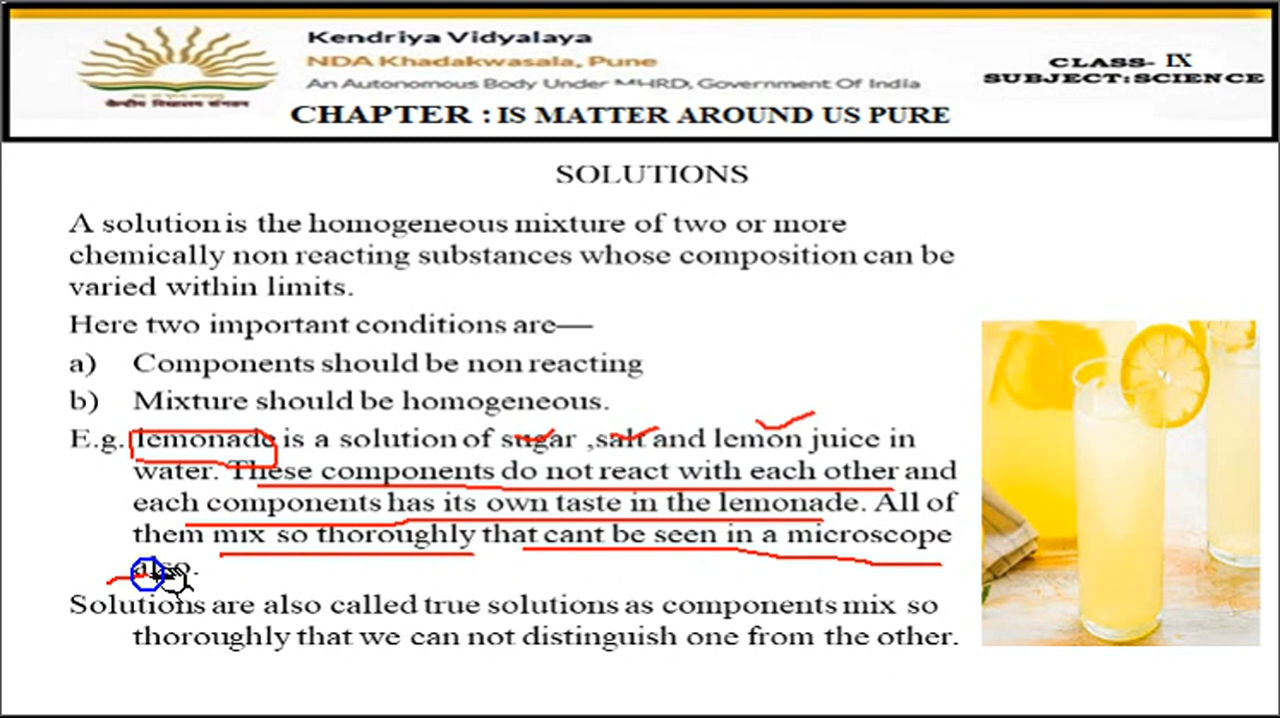 Kendriya Vidyalaya
NDA Khadakwasala, Pune
An Autonomous Body Under MHRD, Government Of India
CHAPTER : IS MATTER AROUND US PURE
CLASS- IX
SUBJECT:SCIENCE
केन्द्रीय विद्यालय संगठन
SOLUTIONS
A solution is the homogeneous mixture of two or more
chemically non reacting substances whose composition can be
varied within limits.
Here two important conditions are—
a) Components should be non reacting
b) Mixture should be homogeneous.
E.g. lemonade is a solution of sugar ,salt and lemon juice in
water. These components do not react with each other and
each components has its own taste in the lemonade. All of
them mix so thoroughly that cant be seen in a microscope
also.
Solutions are also called true solutions as components mix so
thoroughly that we can not distinguish one from the other.